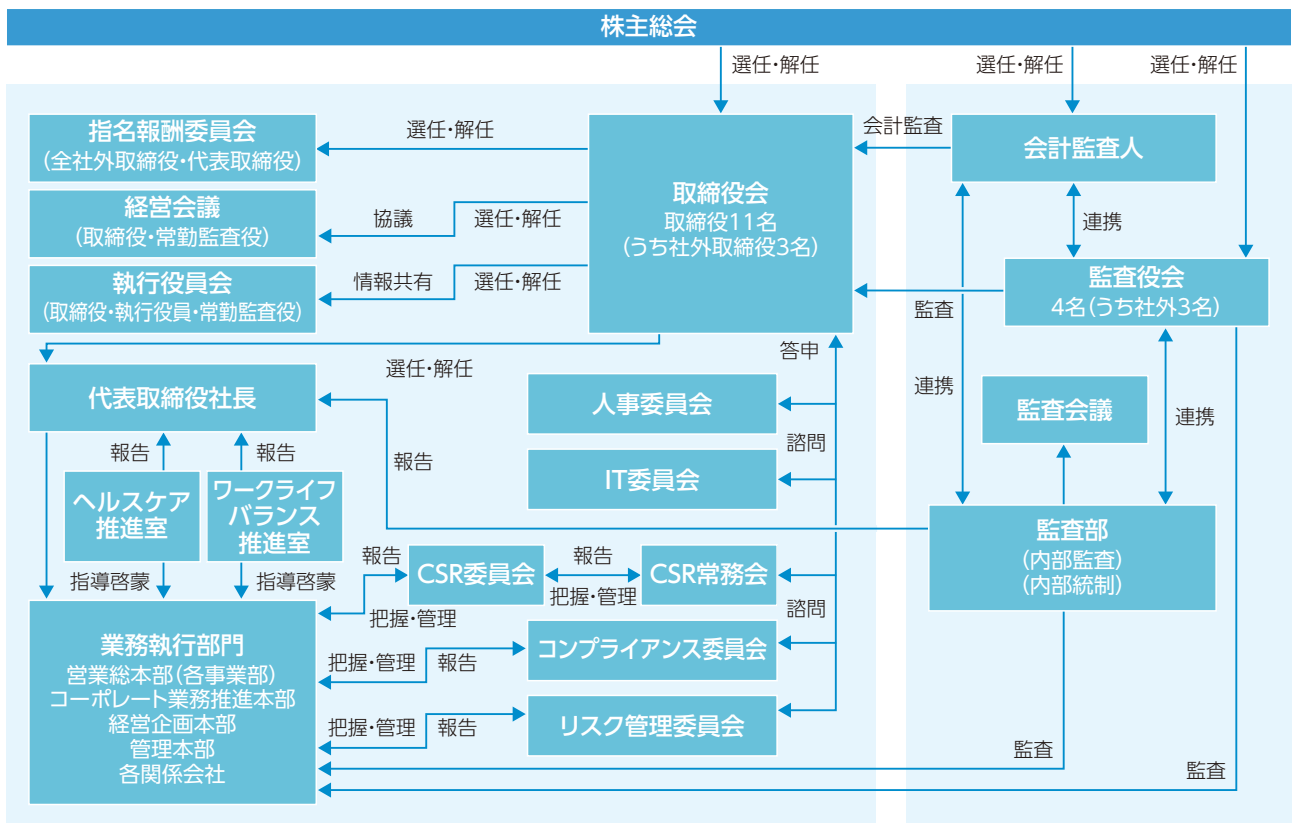 株主総会
選任・解任
選任・解任
選任・解任
指名報酬委員会
(全社外取締役・代表取締役)
選任・解任
経営会議
(取締役・常勤監査役)
協議
選任・解任
執行役員会
(取締役・執行役員・常勤監査役)
情報共有
選任・解任
取締役会
取締役11名
(うち社外取締役3名)
会計監査
会計監査人
連携
監査役会
4名(うち社外3名)
監査
答申
選任・解任
代表取締役社長
人事委員会
連携
監査会議
連携
報告
報告
報告
諮問
IT委員会
ヘルスケア
推進室
ワークライフ
バランス
推進室
監査部
(内部監査)
(内部統制)
指導啓蒙
指導啓蒙
報告
CSR委員会
報告
CSR常務会
把握・管理
把握・管理
諮問
業務執行部門
営業総本部(各事業部)
コーポレート業務推進本部
経営企画本部
管理本部
各関係会社
把握・管理
報告
コンプライアンス委員会
把握・管理
報告
リスク管理委員会
監査
監査